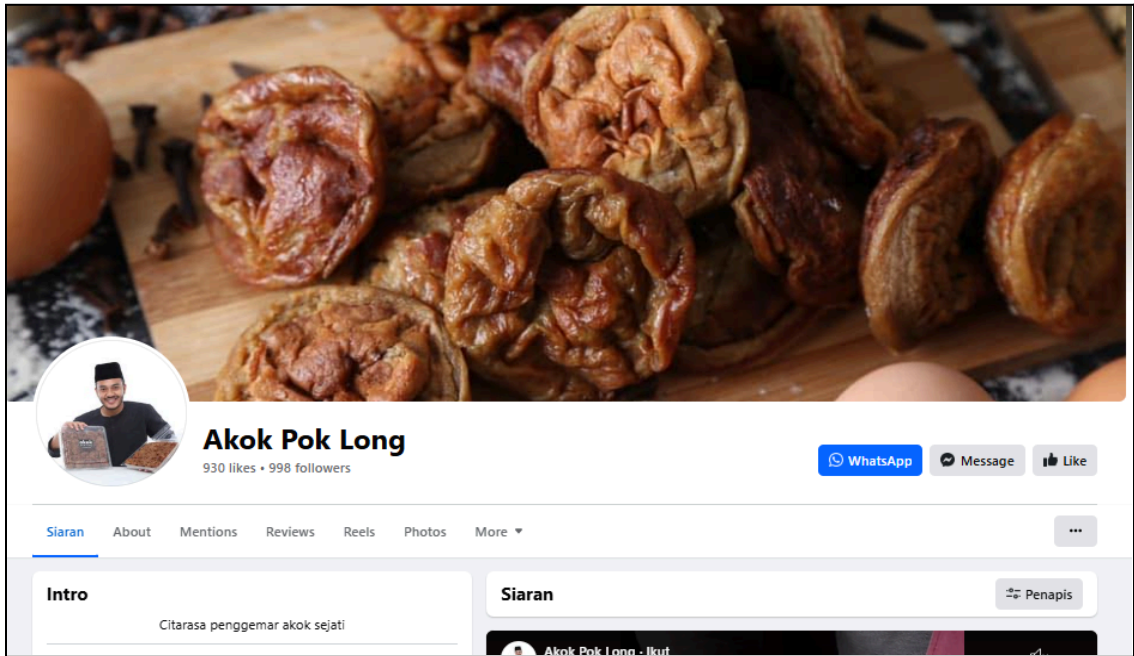 Akok Pok Long
930 likes • 998 followers
WhatsApp
Message
Like
Siaran
About
Mentions
Reviews
Reels
Photos
More
Intro
Citarasa penggemar akok sejati
Siaran
Penapis
Akok Pok Long · Ikut